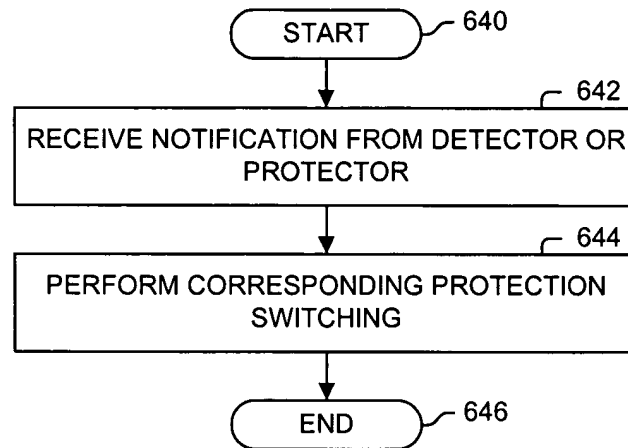 START
640
642
RECEIVE NOTIFICATION FROM DETECTOR OR
PROTECTOR
644
PERFORM CORRESPONDING PROTECTION
SWITCHING
END
646